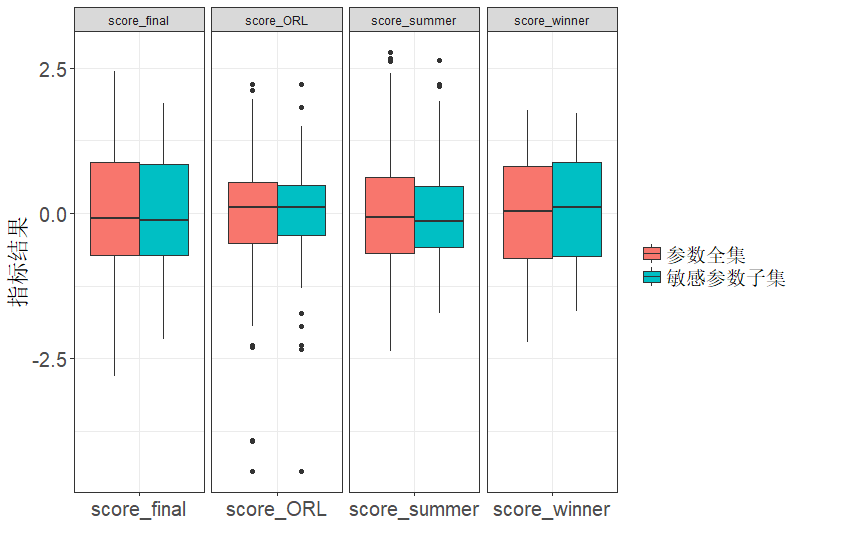 score_final
score_ORL
score_summer
score_winner
2.5
0.0
-2.5
指标结果
score_final
score_ORL
score_summer
score_winner
参数全集
敏感参数子集